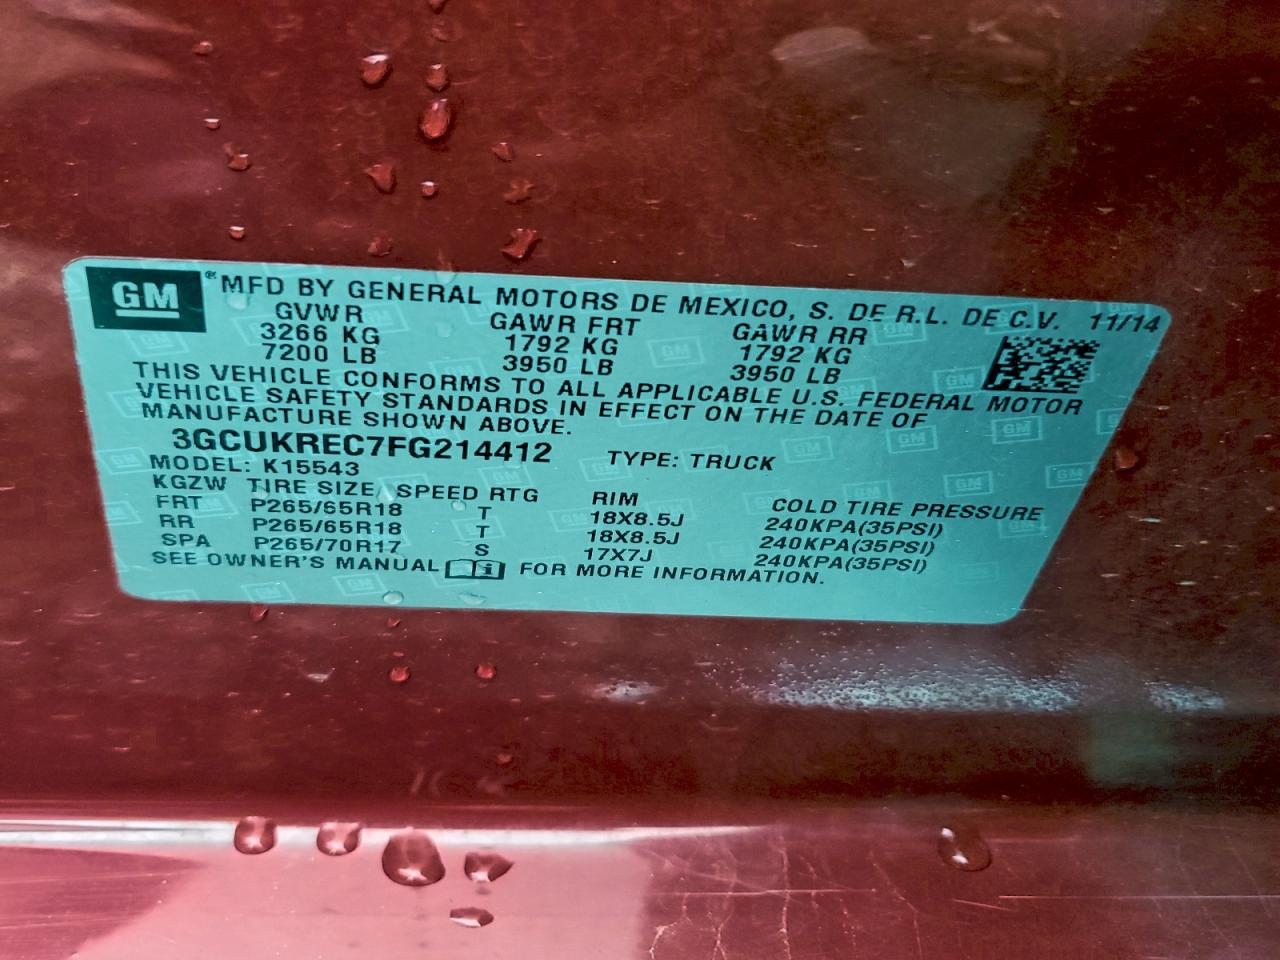 GM ® MFD BY GENERAL MOTORS DE MEXICO, S. DE R.L. DE C.V. 11/14
GVWR GAWR FRT GAWR RR
3266 KG 1792 KG 1792 KG
7200 LB 3950 LB 3950 LB
THIS VEHICLE CONFORMS TO ALL APPLICABLE U.S. FEDERAL MOTOR
VEHICLE SAFETY STANDARDS IN EFFECT ON THE DATE OF
MANUFACTURE SHOWN ABOVE.
3GCUKREC7FG214412 TYPE: TRUCK
MODEL: K15543
KGZW TIRE SIZE SPEED RTG RIM COLD TIRE PRESSURE
FRT P265/65R18 T 18X8.5J 240KPA(35PSI)
RR P265/65R18 T 18X8.5J 240KPA(35PSI)
SPA P265/70R17 S 17X7J 240KPA(35PSI)
SEE OWNER'S MANUAL i FOR MORE INFORMATION.